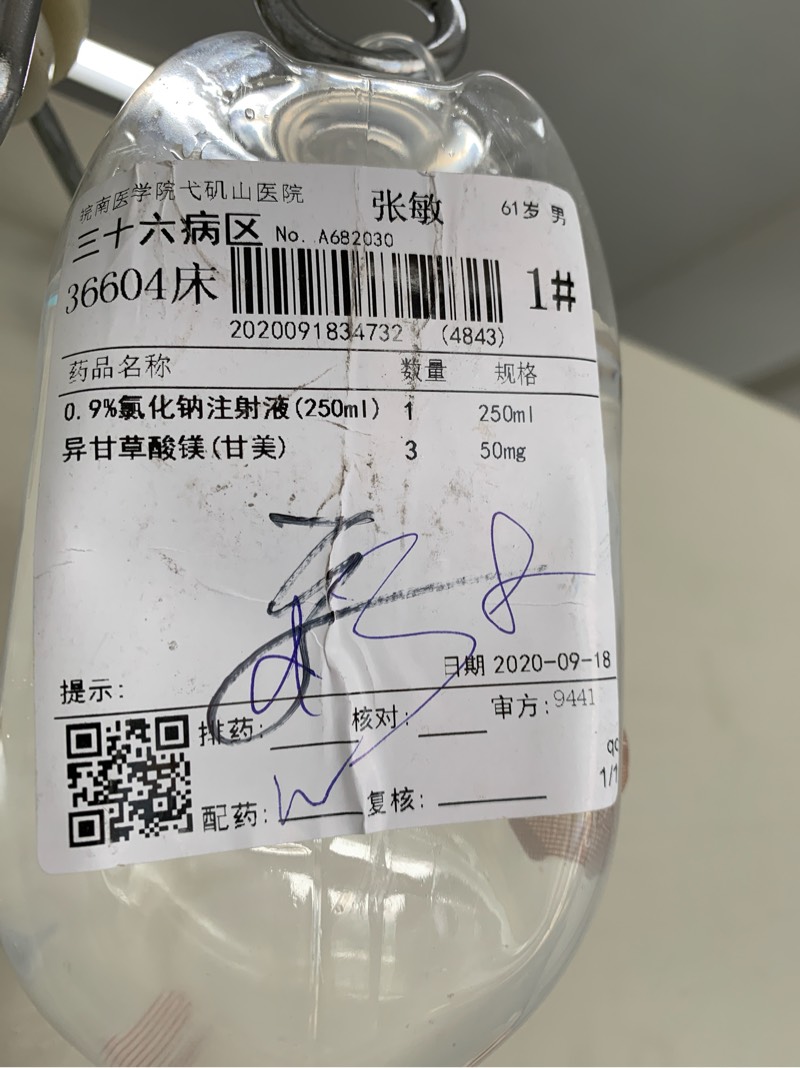 皖南医学院弋矶山医院 张敏 61岁 男
三十六病区 No. A682030
36604床 1#
2020091834732 (4843)
药品名称 数量 规格
0.9%氯化钠注射液(250ml) 1 250ml
异甘草酸镁(甘美) 3 50mg
日期 2020-09-18
提示:
排药: 核对: 审方:9441
配药: 复核: